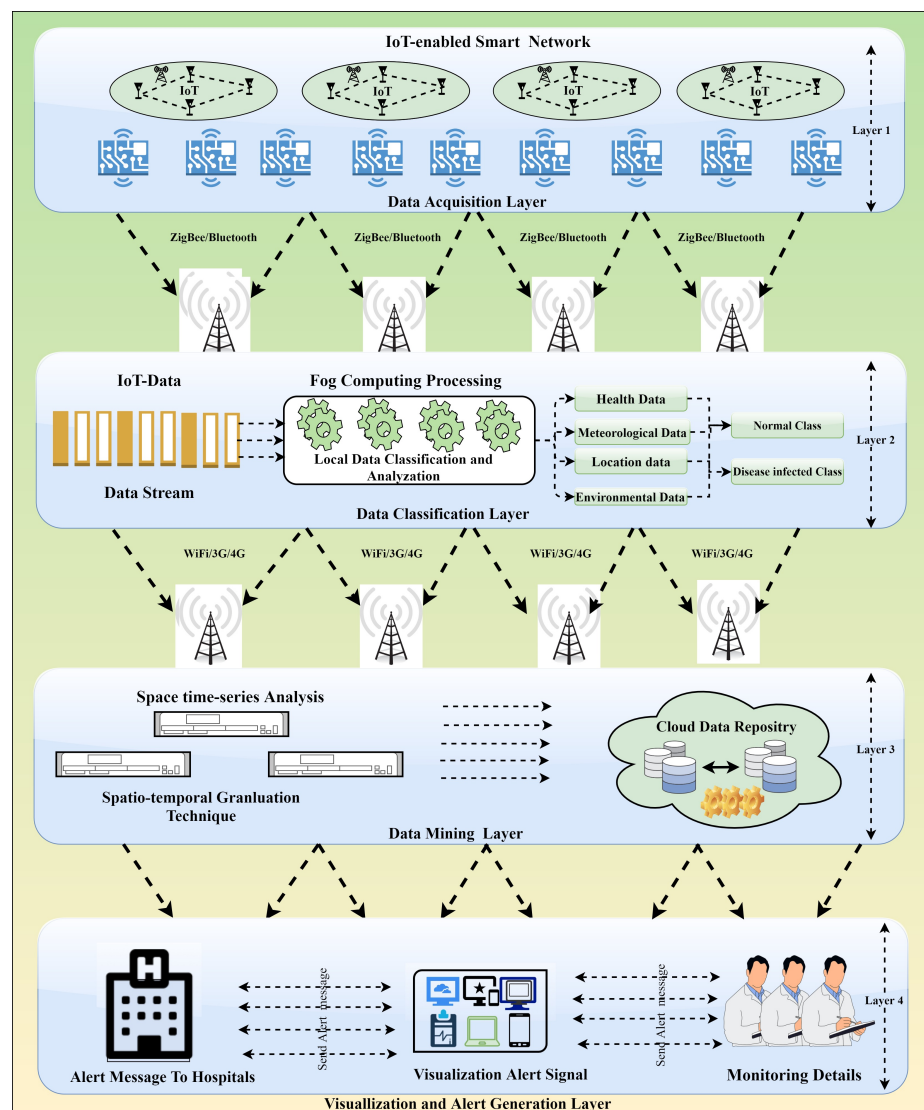 IoT-enabled Smart Network
IoT
IoT
IoT
IoT
Layer 1
Data Acquisition Layer
ZigBee/Bluetooth
ZigBee/Bluetooth
ZigBee/Bluetooth
ZigBee/Bluetooth
IoT-Data
Fog Computing Processing
Local Data Classification and
Analyzation
Data Stream
Health Data
Meteorological Data
Location data
Environmental Data
Normal Class
Disease infected Class
Layer 2
Data Classification Layer
WiFi/3G/4G
WiFi/3G/4G
WiFi/3G/4G
WiFi/3G/4G
Space time-series Analysis
Spatio-temporal Granluation
Technique
Cloud Data Repositry
Layer 3
Data Mining Layer
H
Alert Message To Hospitals
Send Alert message
Visualization Alert Signal
Send Alert message
Monitoring Details
Layer 4
Visuallization and Alert Generation Layer